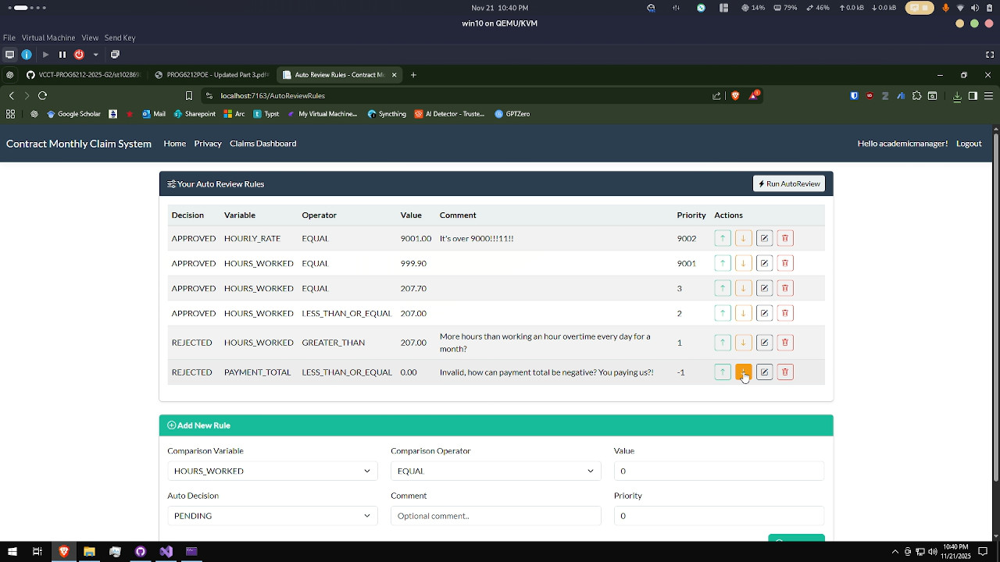 Nov 21 10:40 PM
14% 79% 46% ↑ 0.0 kB ↓ 0.0 kB
win10 on QEMU/KVM
File Virtual Machine View Send Key
VCCT-PROG6212-2025-G2/st102869 PROG6212POE - Updated Part 3.pdf Auto Review Rules - Contract Mo
localhost:7163/AutoReviewRules
Google Scholar Mail Sharepoint Arc Typst My Virtual Machine... Syncthing AI Detector - Truste... GPTZero
Contract Monthly Claim System Home Privacy Claims Dashboard Hello academicmanager! Logout
Your Auto Review Rules Run AutoReview
Decision Variable Operator Value Comment Priority Actions
APPROVED HOURLY_RATE EQUAL 9001.00 It's over 9000!!!11!! 9002
APPROVED HOURS_WORKED EQUAL 999.90 9001
APPROVED HOURS_WORKED EQUAL 207.70 3
APPROVED HOURS_WORKED LESS_THAN_OR_EQUAL 207.00 2
REJECTED HOURS_WORKED GREATER_THAN 207.00 More hours than working an hour overtime every day for a 1
month?
REJECTED PAYMENT_TOTAL LESS_THAN_OR_EQUAL 0.00 Invalid, how can payment total be negative? You paying us?! -1
Add New Rule
Comparison Variable Comparison Operator Value
HOURS_WORKED EQUAL 0
Auto Decision Comment Priority
PENDING Optional comment.. 0
10:40 PM
11/21/2025